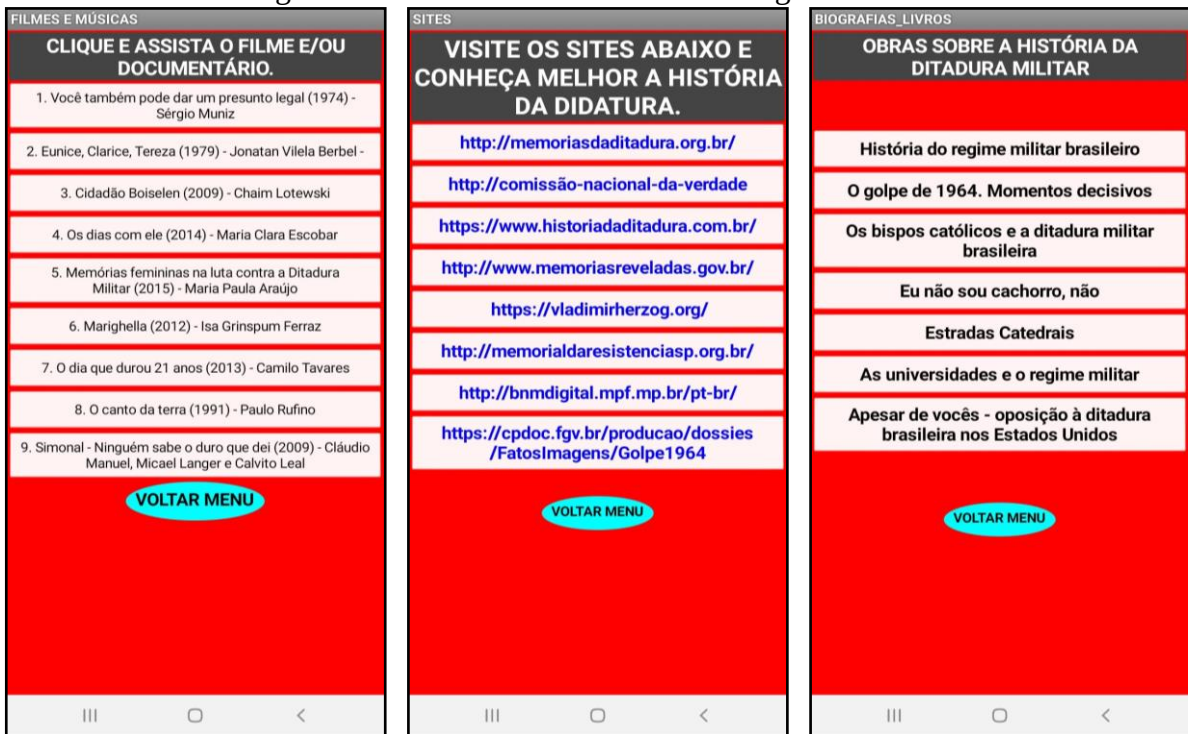 FILMES E MÚSICAS
CLIQUE E ASSISTA O FILME E/OU
DOCUMENTÁRIO.
1. Você também pode dar um presunto legal (1974) -
Sérgio Muniz
2. Eunice, Clarice, Tereza (1979) - Jonatan Vilela Berbel -
3. Cidadão Boiselen (2009) - Chaim Lotewski
4. Os dias com ele (2014) - Maria Clara Escobar
5. Memórias femininas na luta contra a Ditadura
Militar (2015) - Maria Paula Araújo
6. Marighella (2012) - Isa Grinspum Ferraz
7. O dia que durou 21 anos (2013) - Camilo Tavares
8. O canto da terra (1991) - Paulo Rufino
9. Simonal - Ninguém sabe o duro que dei (2009) - Cláudio
Manuel, Micael Langer e Calvito Leal
VOLTAR MENU
SITES
VISITE OS SITES ABAIXO E
CONHEÇA MELHOR A HISTÓRIA
DA DIDATURA.
http://memoriasdaditadura.org.br/
http://comissão-nacional-da-verdade
https://www.historiadaditadura.com.br/
http://www.memoriasreveladas.gov.br/
https://vladimirherzog.org/
http://memorialdaresistenciasp.org.br/
http://bnmdigital.mpf.mp.br/pt-br/
https://cpdoc.fgv.br/producao/dossies
/FatosImagens/Golpe1964
VOLTAR MENU
BIOGRAFIAS_LIVROS
OBRAS SOBRE A HISTÓRIA DA
DITADURA MILITAR
História do regime militar brasileiro
O golpe de 1964. Momentos decisivos
Os bispos católicos e a ditadura militar
brasileira
Eu não sou cachorro, não
Estradas Catedrais
As universidades e o regime militar
Apesar de vocês - oposição à ditadura
brasileira nos Estados Unidos
VOLTAR MENU